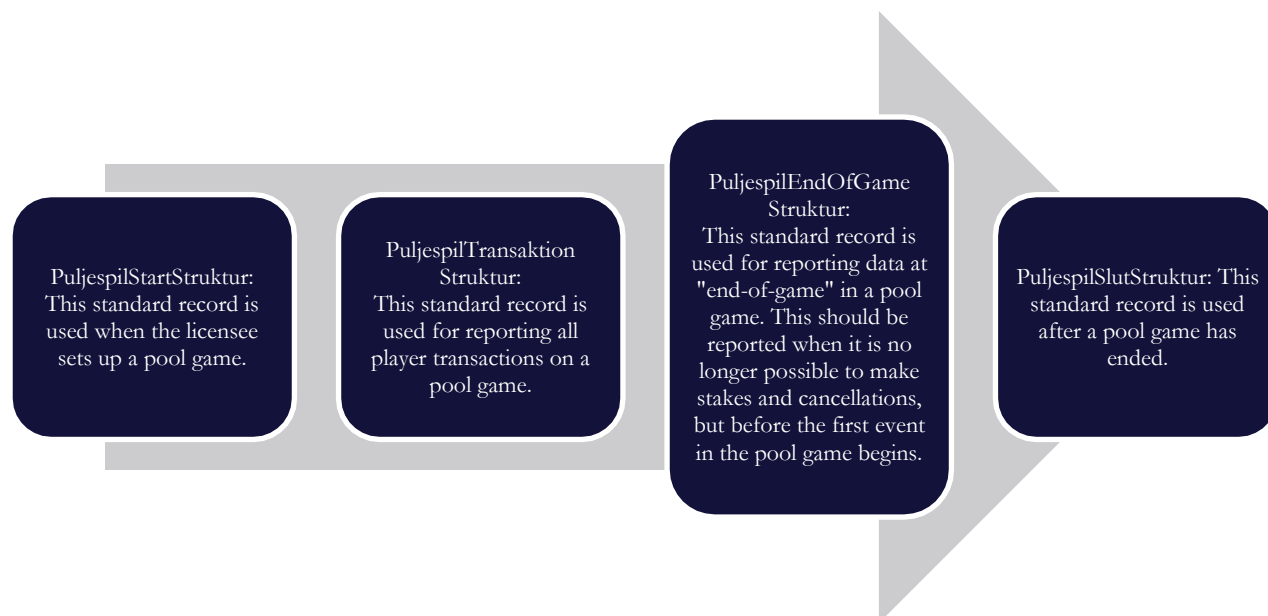 PuljespilStartStruktur:
This standard record is
used when the licensee
sets up a pool game.
PuljespilTransaktion
Struktur:
This standard record is
used for reporting all
player transactions on a
pool game.
PuljespilEndOfGame
Struktur:
This standard record is
used for reporting data at
"end-of-game" in a pool
game. This should be
reported when it is no
longer possible to make
stakes and cancellations,
but before the first event
in the pool game begins.
PuljespilSlutStruktur: This
standard record is used
after a pool game has
ended.